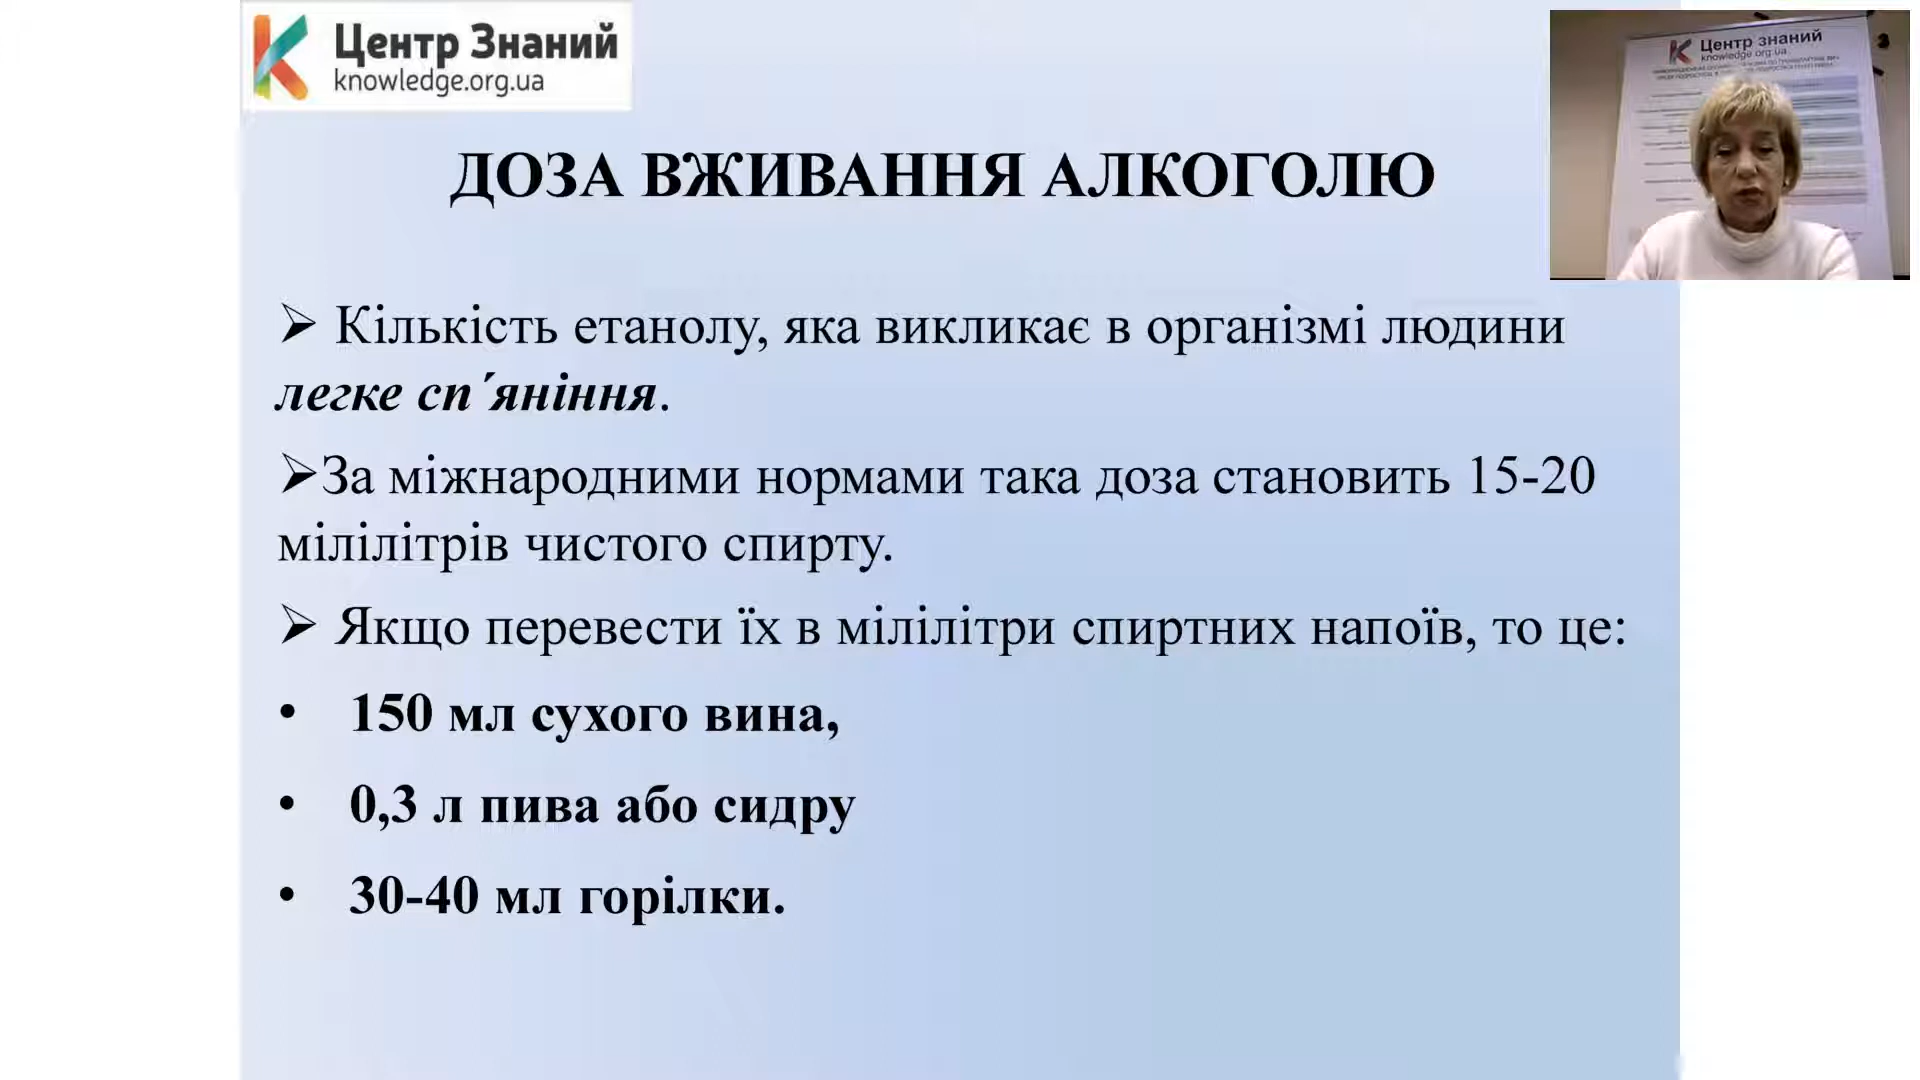 Центр Знаний
knowledge.org.ua
Центр знаний
knowledge.org.ua
ДОЗА ВЖИВАННЯ АЛКОГОЛЮ
➢ Кількість етанолу, яка викликає в організмі людини
легке сп´яніння.
➢За міжнародними нормами така доза становить 15-20
мілілітрів чистого спирту.
➢ Якщо перевести їх в мілілітри спиртних напоїв, то це:
• 150 мл сухого вина,
• 0,3 л пива або сидру
• 30-40 мл горілки.